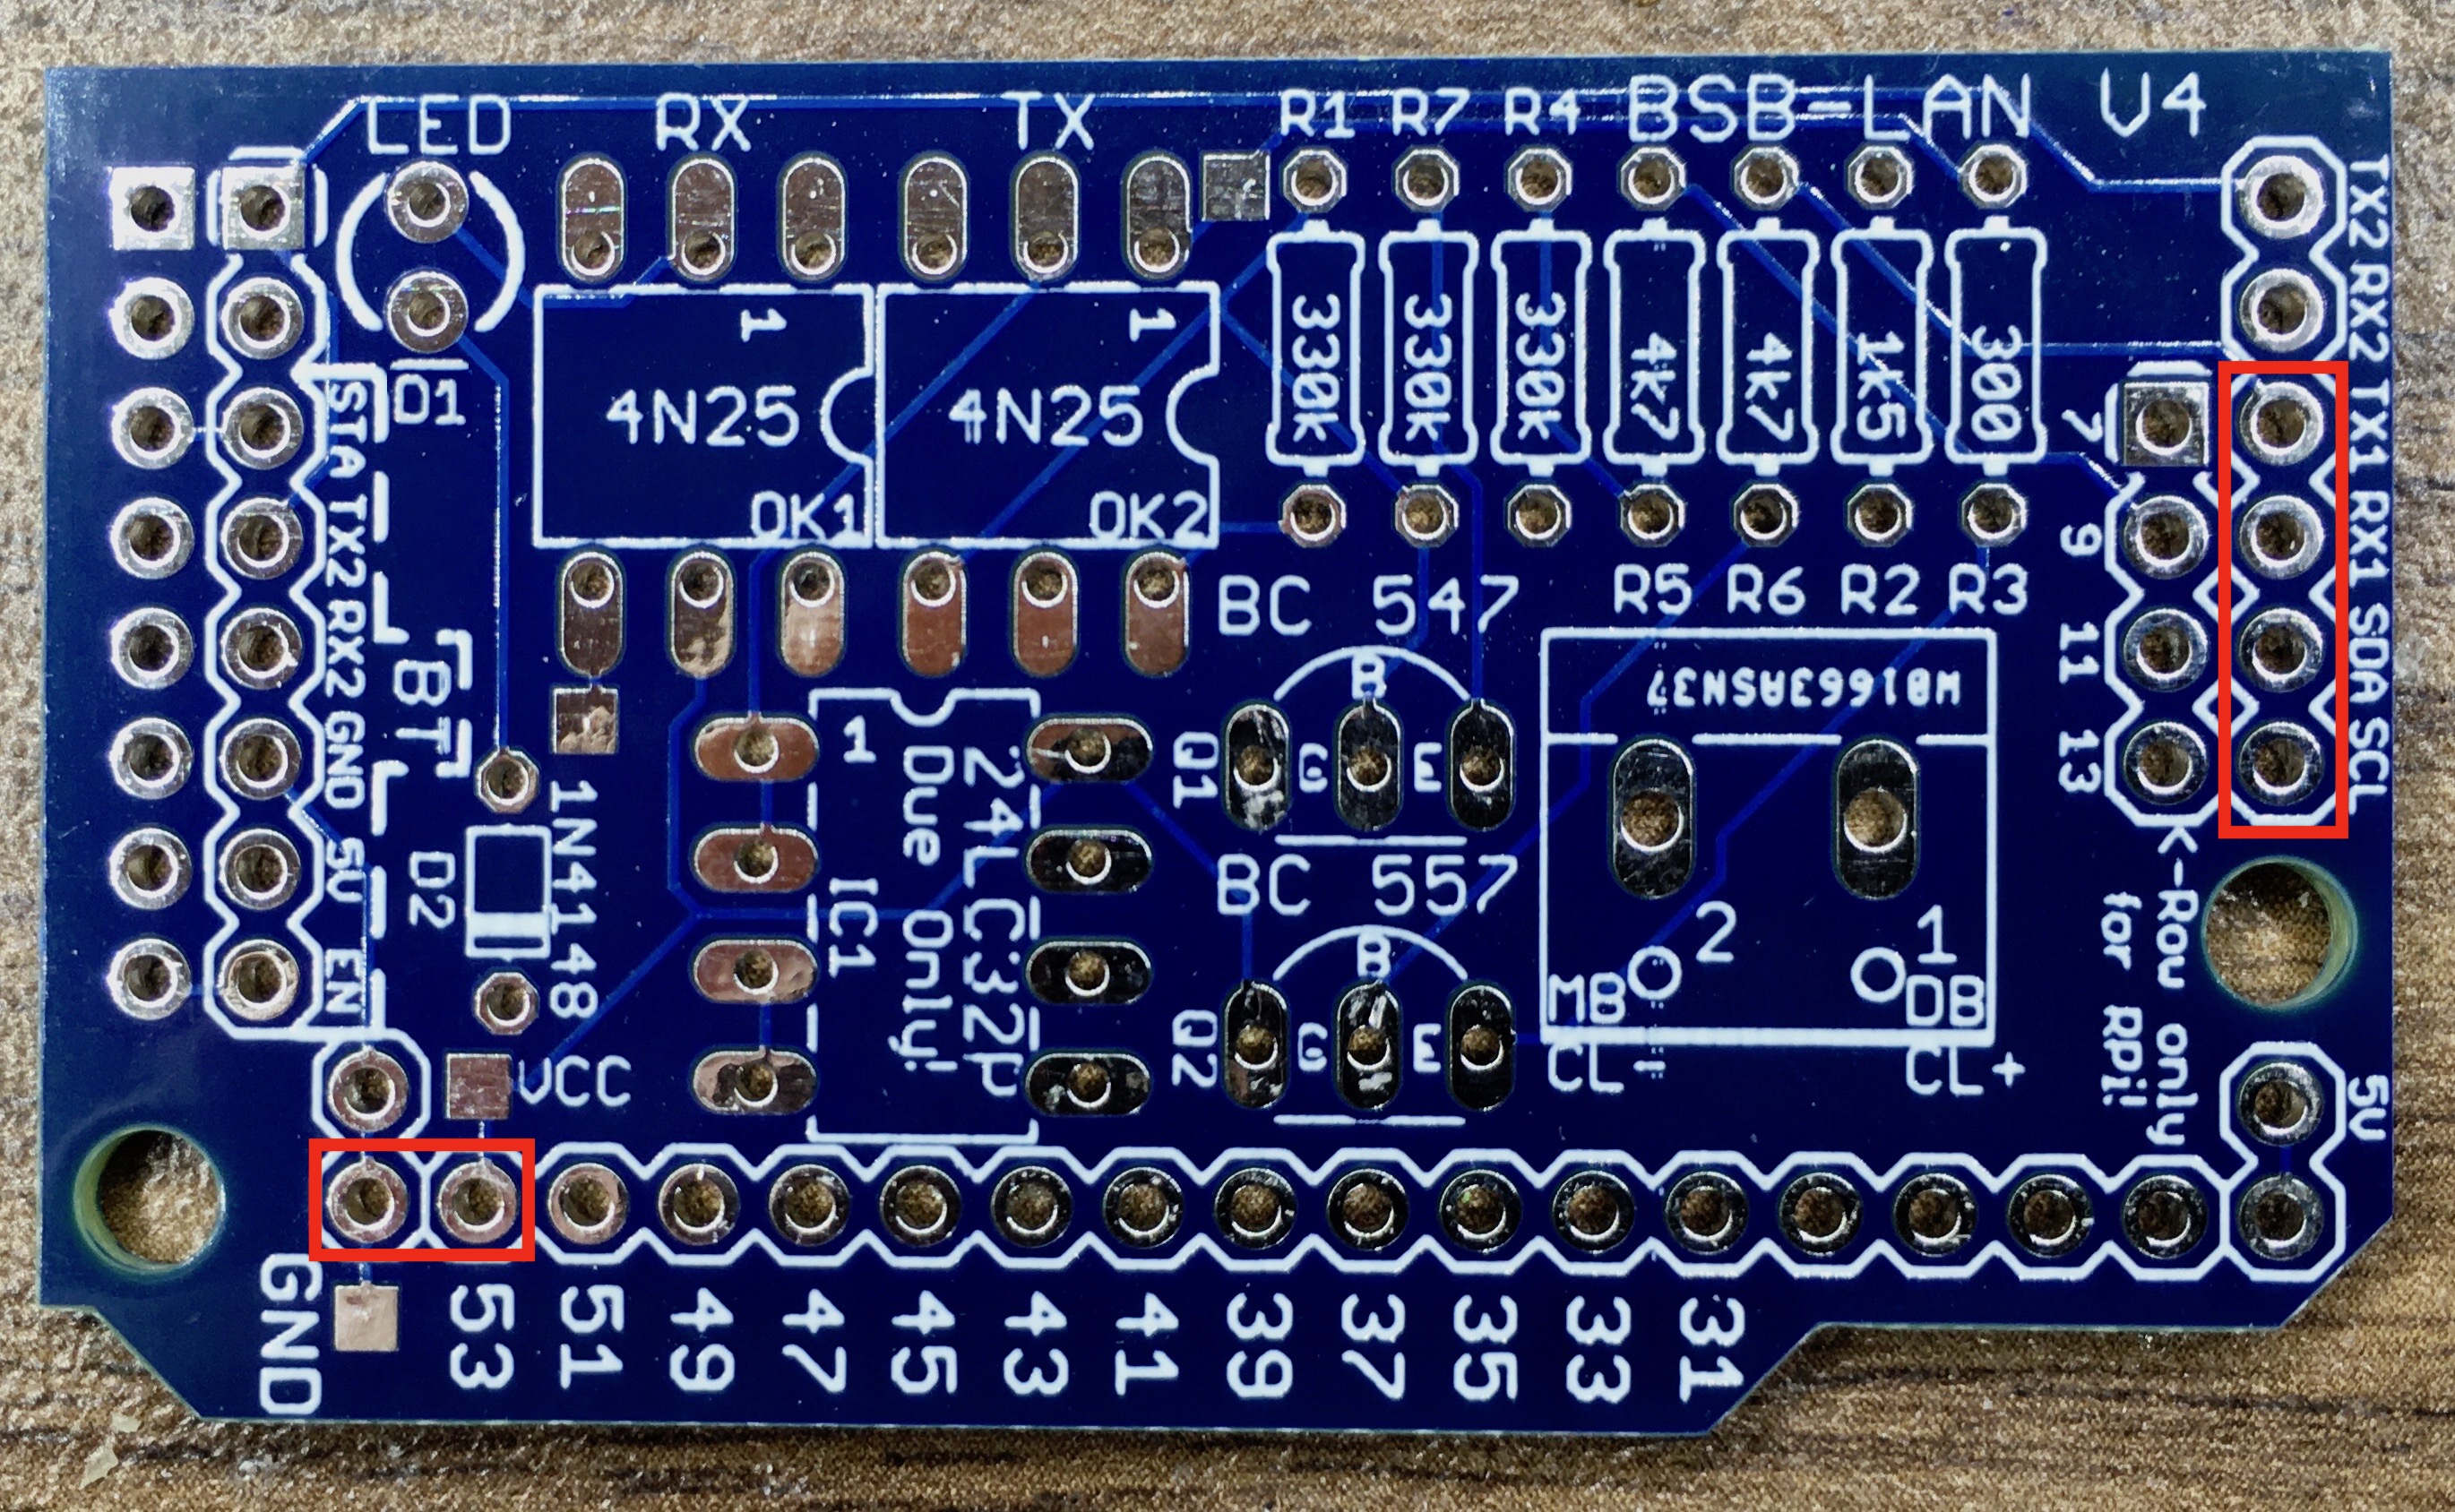 LED RX TX R1 R7 R4 BSB-LAN V4
TX2 RX2 TX1 RX1 SDA SCL
330k 330k 330k 4k7 4k7 1k5 300
1 1
D1
4N25 4N25
OK1 OK2
STA TX2 RX2 GND 5V EN
BT
7
9
11
13
R5 R6 R2 R3
BC 547
B
Q1 C E
WB1663ASN37
1
24LC32P
Due Only!
IC1
1N4148
D2
BC 557
B
Q2 C E
2 1
MB DB
CL- CL+
<-Row only
for RPi!
VCC
5V
GND 53 51 49 47 45 43 41 39 37 35 33 31